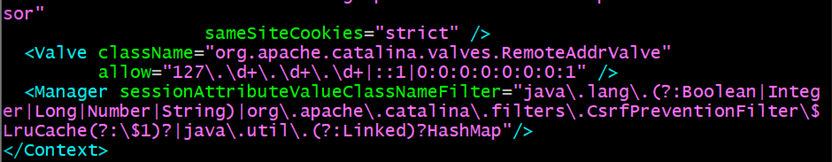 sor"
sameSiteCookies="strict" />
<Valve className="org.apache.catalina.valves.RemoteAddrValve"
allow="127\.\d+\.\d+\.\d+|::1|0:0:0:0:0:0:0:1" />
<Manager sessionAttributeValueClassNameFilter="java\.lang\.(?:Boolean|Integ
er|Long|Number|String)|org\.apache\.catalina\.filters\.CsrfPreventionFilter\$
LruCache(?:\$1)?|java\.util\.(?:Linked)?HashMap"/>
</Context>